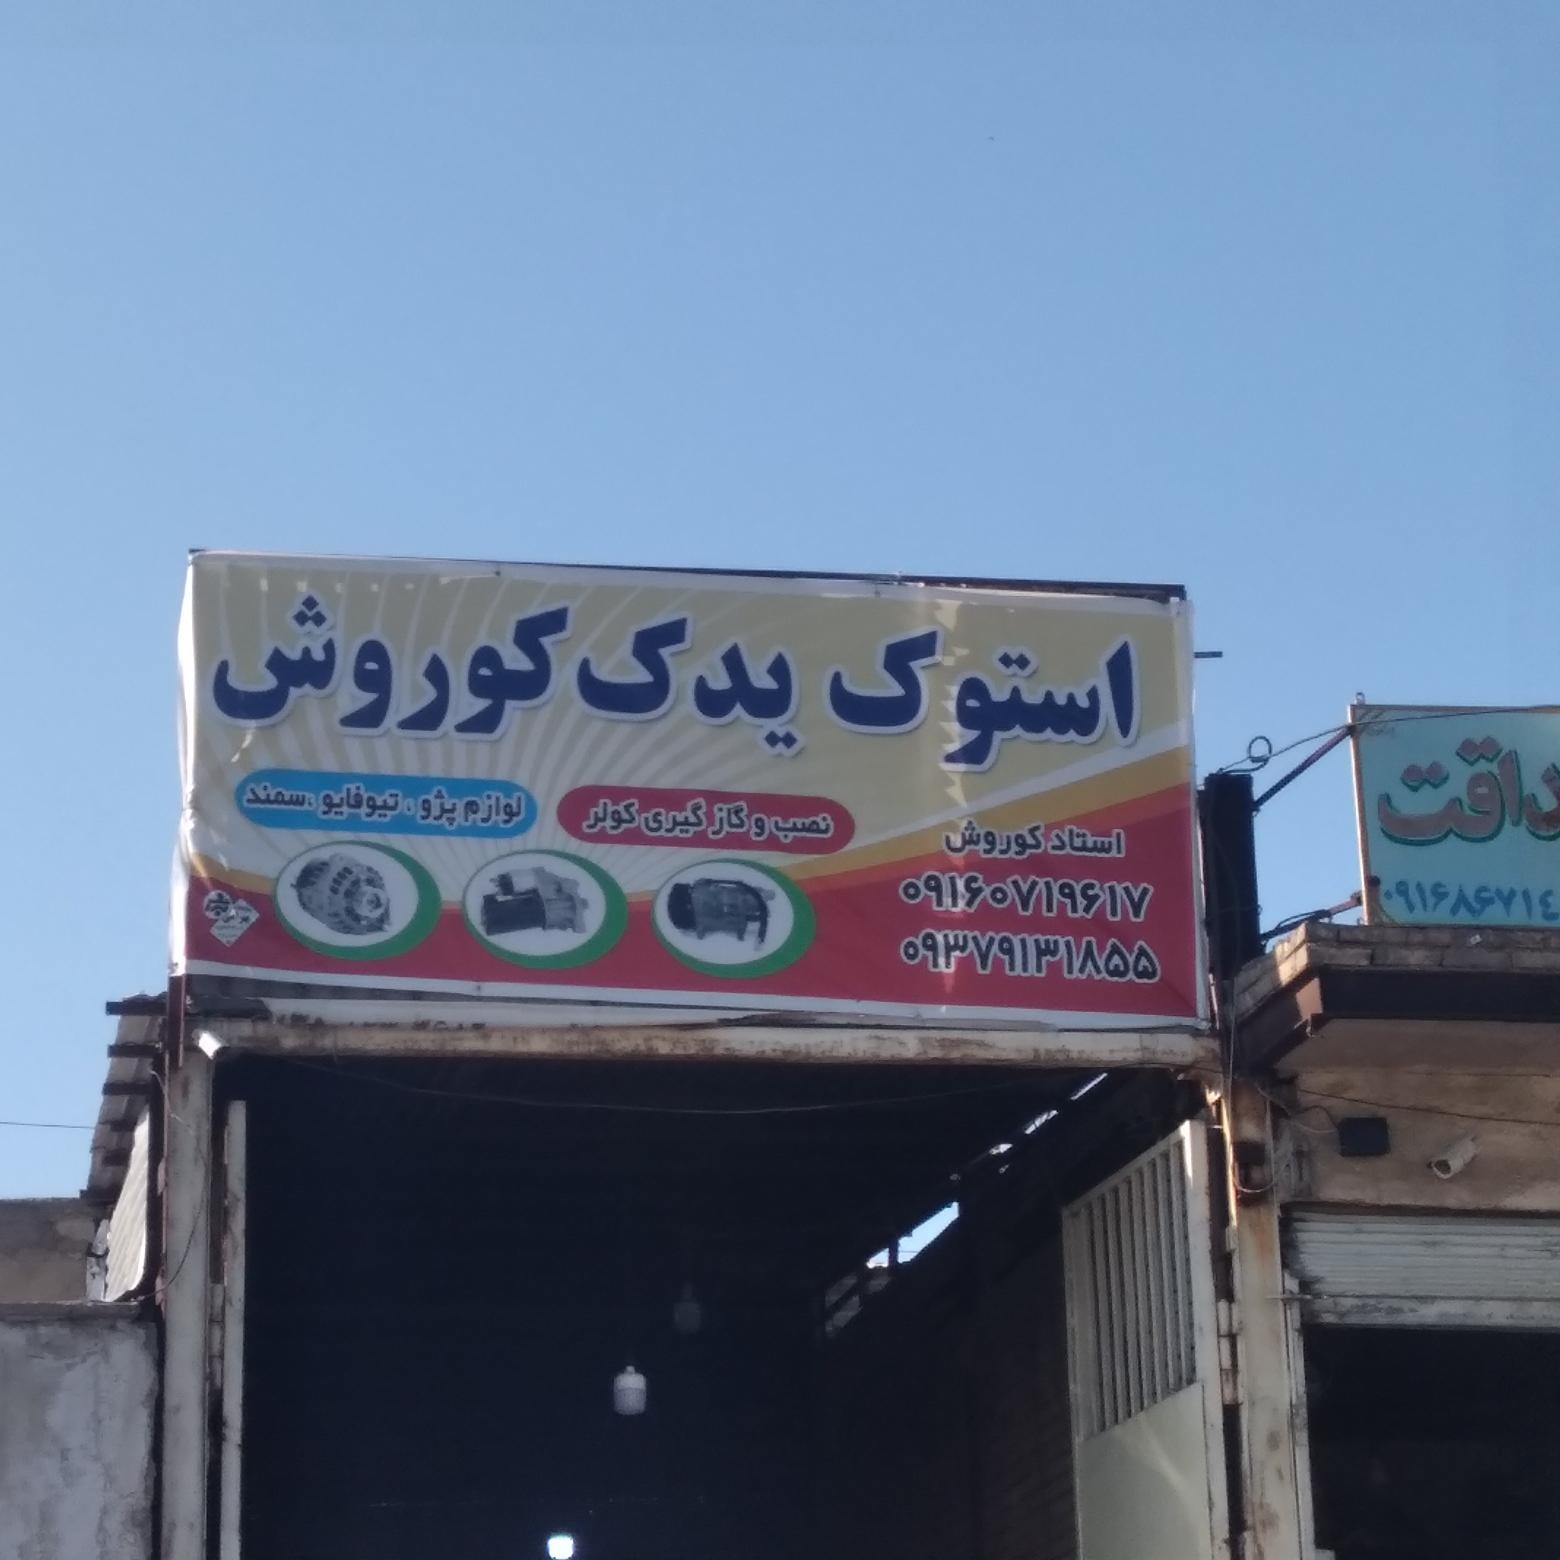 استوک یدک کوروش
نصب و گاز گیری کولر
لوازم پژو ، تیوفایو ،سمند
استاد کوروش
۰۹۱۶۰۷۱۹۶۱۷
۰۹۳۷۹۱۳۱۸۵۵